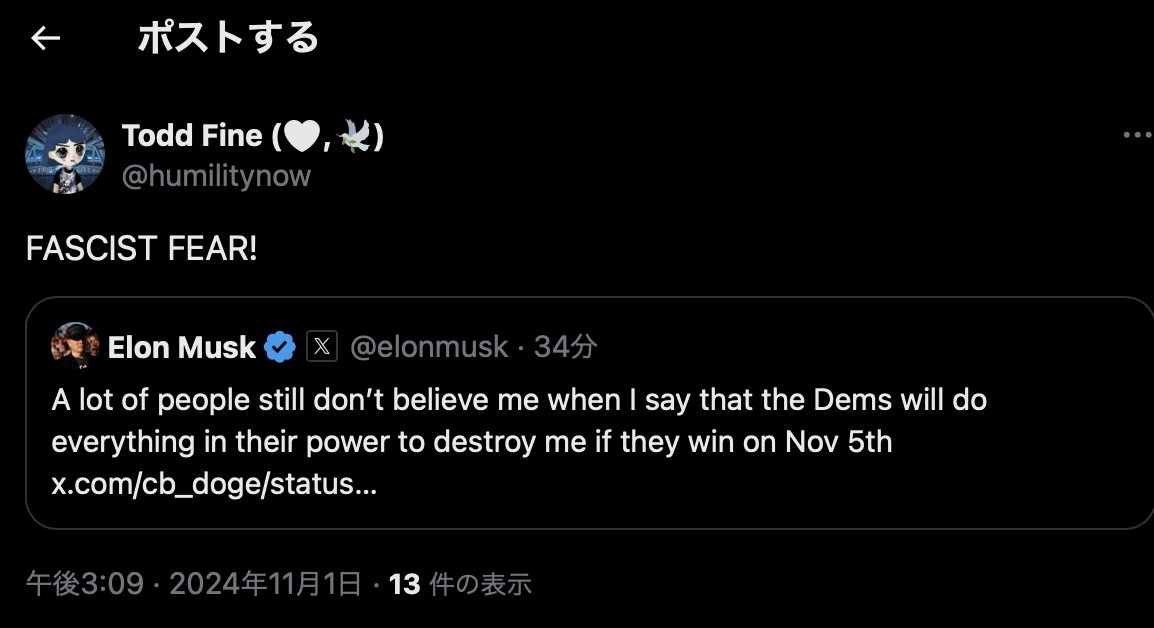 ポストする
Todd Fine (🤍, 🕊️)
@humilitynow
FASCIST FEAR!
Elon Musk @elonmusk · 34分
A lot of people still don’t believe me when I say that the Dems will do
everything in their power to destroy me if they win on Nov 5th
x.com/cb_doge/status…
午後3:09 · 2024年11月1日 · 13 件の表示